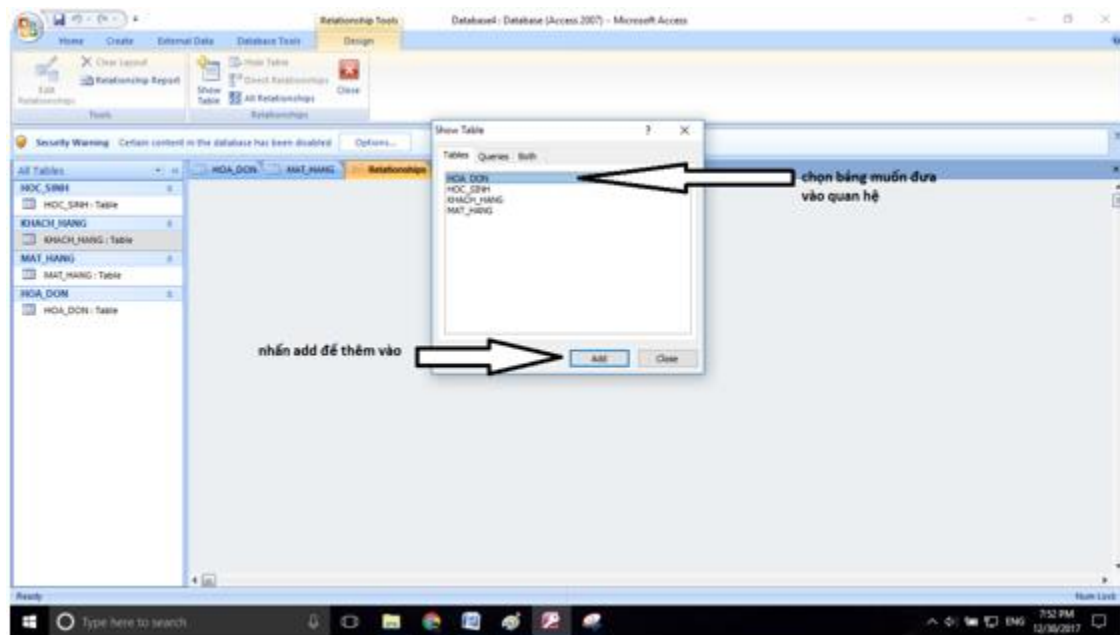 Relationship Tools
Database4 : Database (Access 2007) - Microsoft Access
Home Create External Data Database Tools Design
Clear Layout
Relationship Report
Edit
Relationships
Tools
Show
Table
Hide Table
Direct Relationships
All Relationships
Close
Relationships
Security Warning Certain content in the database has been disabled Options...
All Tables
HOC_SINH
HOC_SINH : Table
KHACH_HANG
KHACH_HANG : Table
MAT_HANG
MAT_HANG : Table
HOA_DON
HOA_DON : Table
HOA_DON MAT_HANG Relationships
Show Table ? ×
Tables Queries Both
HOA_DON
HOC_SINH
KHACH_HANG
MAT_HANG
Add Close
chọn bảng muốn đưa
vào quan hệ
nhấn add để thêm vào
Ready
Num Lock
Type here to search
ENG
7:52 PM
12/30/2017